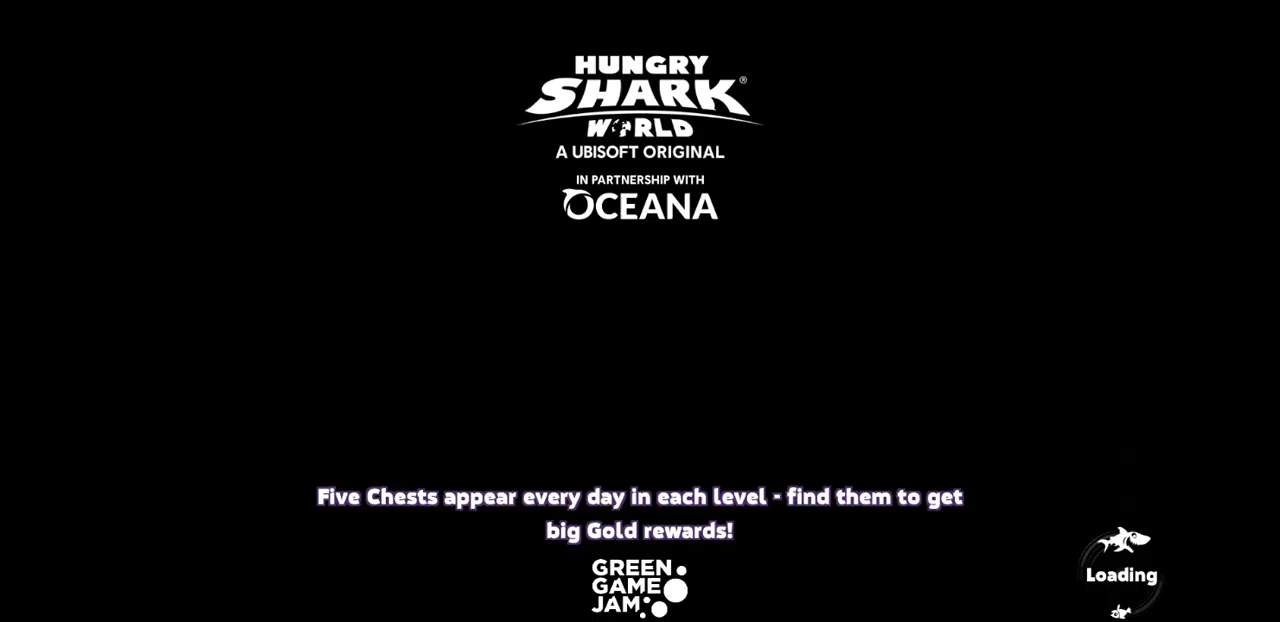 HUNGRY
SHARK®
WORLD
A UBISOFT ORIGINAL
IN PARTNERSHIP WITH
OCEANA
Five Chests appear every day in each level - find them to get
big Gold rewards!
GREEN
GAME
JAM
Loading